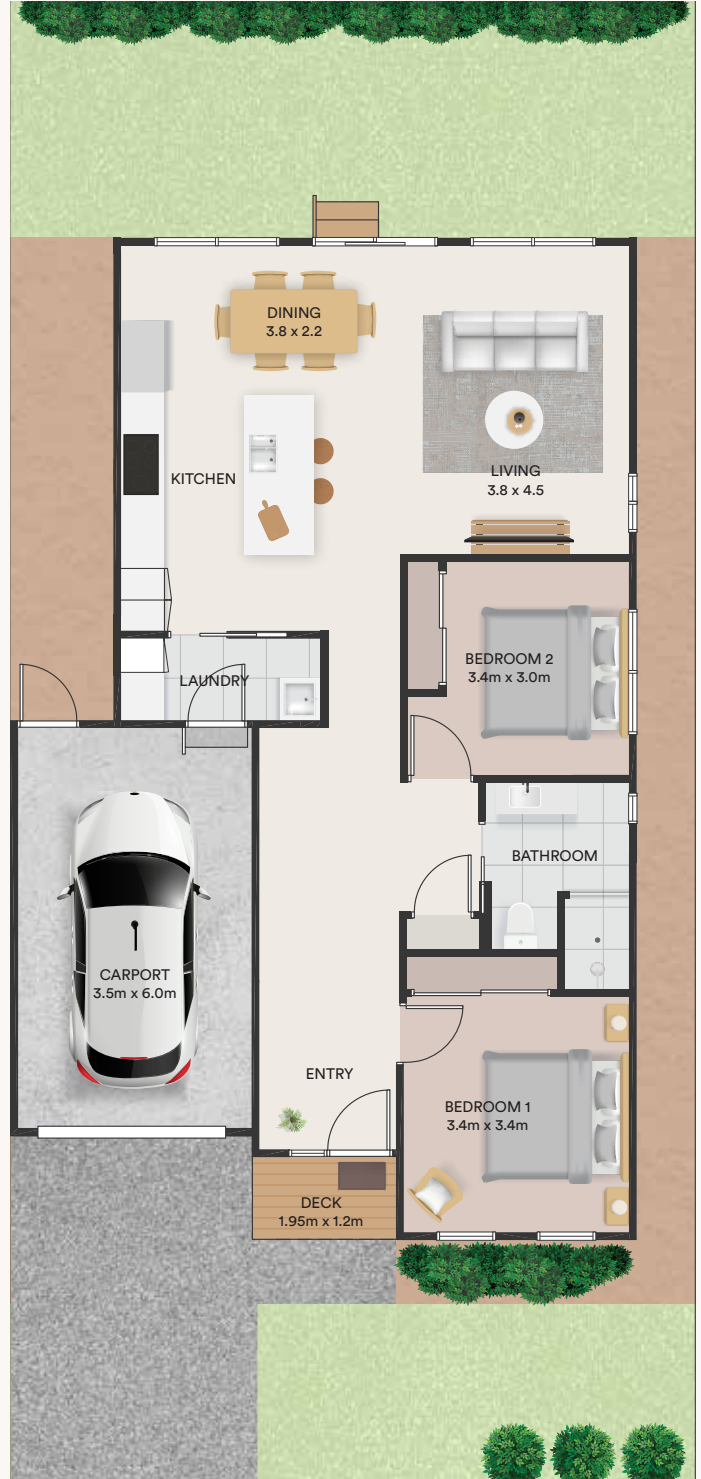 DINING
3.8 x 2.2
KITCHEN
LIVING
3.8 x 4.5
BEDROOM 2
3.4m x 3.0m
LAUNDRY
BATHROOM
CARPORT
3.5m x 6.0m
ENTRY
BEDROOM 1
3.4m x 3.4m
DECK
1.95m x 1.2m